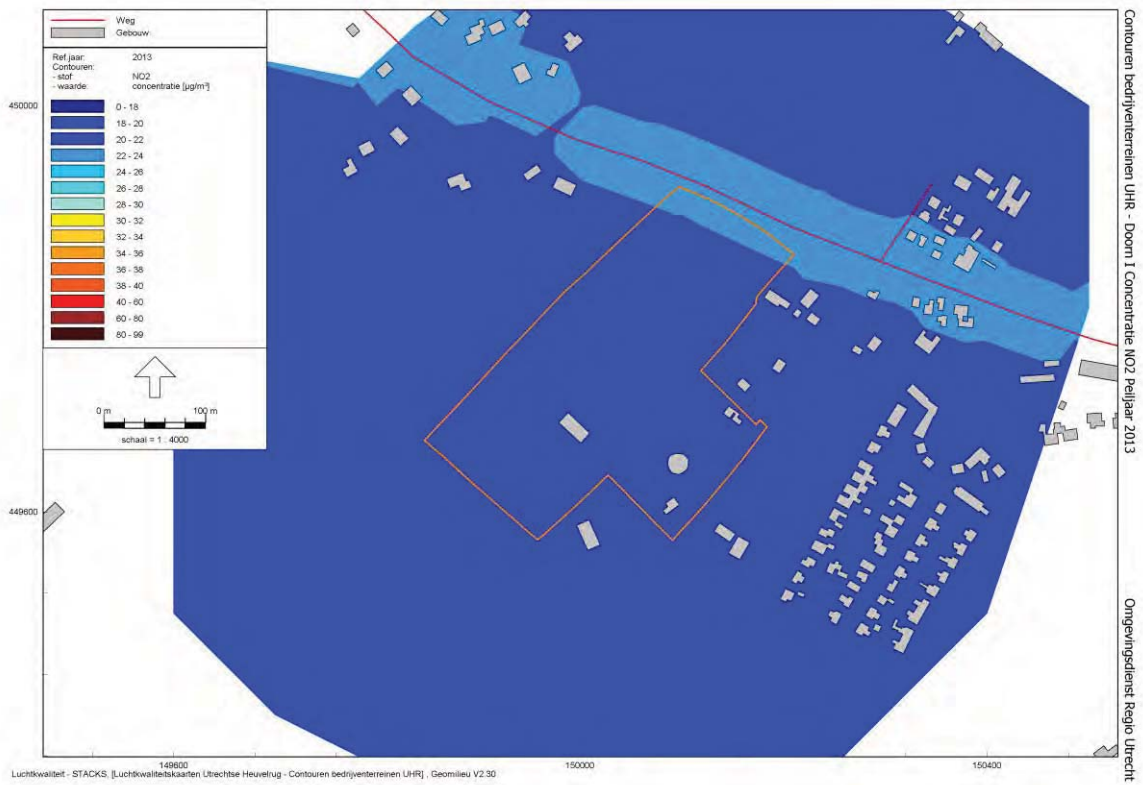 Weg
Gebouw
Ref.jaar: 2013
Contouren:
- stof NO2
- waarde: concentratie [µg/m³]
0 - 18
18 - 20
20 - 22
22 - 24
24 - 26
26 - 28
28 - 30
30 - 32
32 - 34
34 - 36
36 - 38
38 - 40
40 - 60
60 - 80
80 - 99
0 m 100 m
schaal = 1 : 4000
450000
449600
149600 150000 150400
Luchtkwaliteit - STACKS, [Luchtkwaliteitskaarten Utrechtse Heuvelrug - Contouren bedrijventerreinen UHR] , Geomilieu V2.30
Contouren bedrijventerreinen UHR - Doorn I Concentratie NO2 Peiljaar 2013
Omgevingsdienst Regio Utrecht